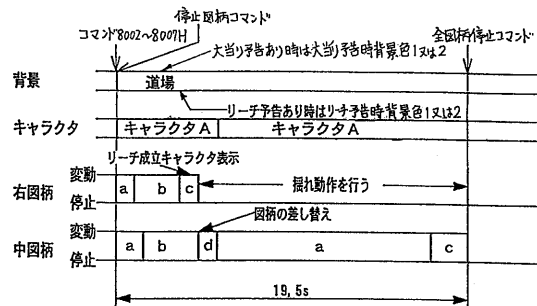 停止図柄コマンド
コマンド8002~8007H
全図柄停止コマンド
大当り予告あり時は大当り予告時背景色1又は2
背景
道場
リーチ予告あり時はリーチ予告時背景色1又は2
キャラクタ
キャラクタA
キャラクタA
リーチ成立キャラクタ表示
右図柄
変動
停止
a
b
c
揺れ動作を行う
図柄の差し替え
中図柄
変動
停止
a
b
d
a
c
19,5s